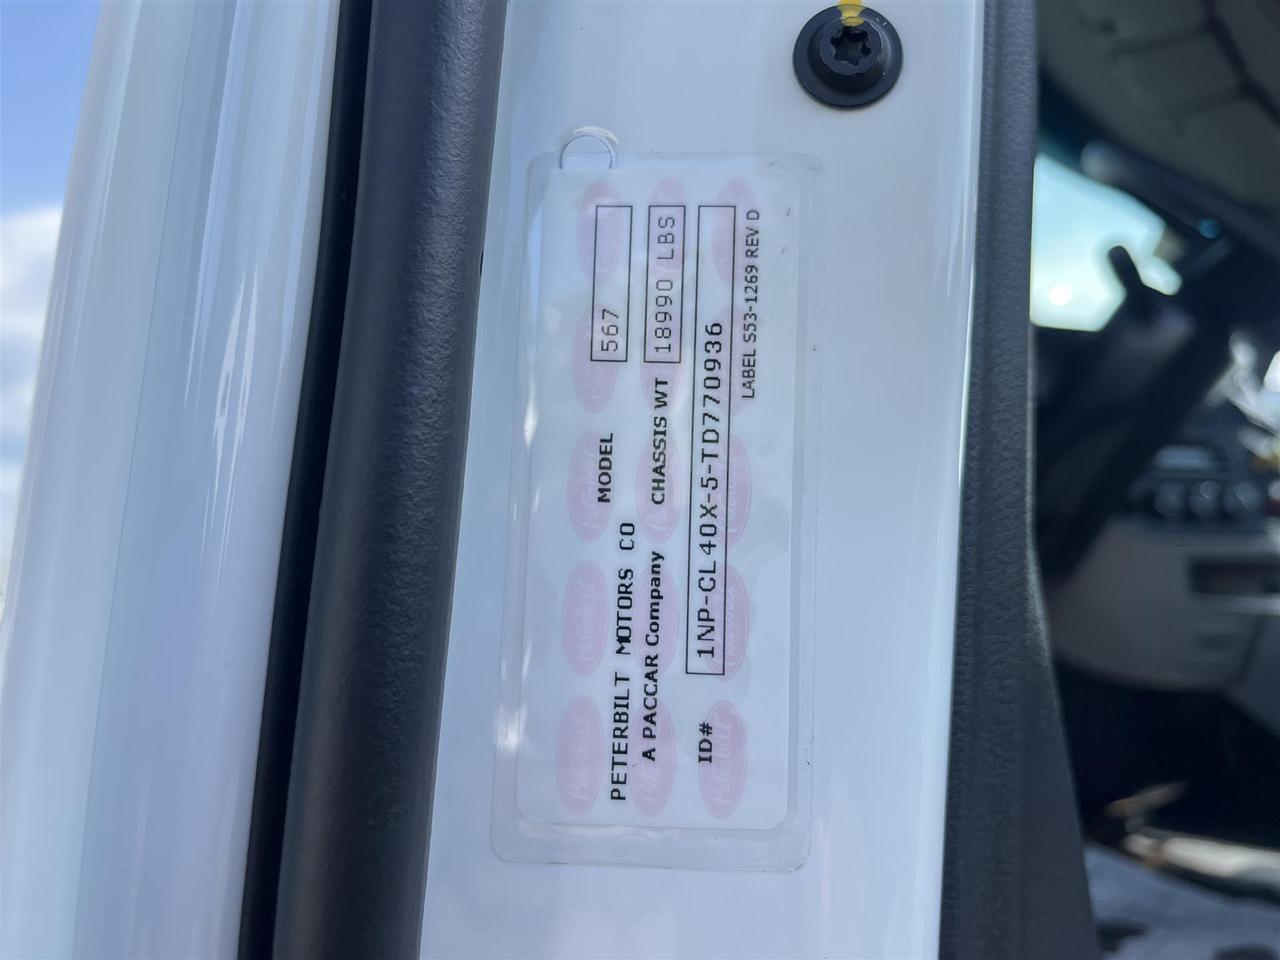 PETERBILT MOTORS CO MODEL 567
A PACCAR Company CHASSIS WT 18990 LBS
ID# 1NP-CL40X-5-TD770936
LABEL S53-1269 REV D
Peterbilt